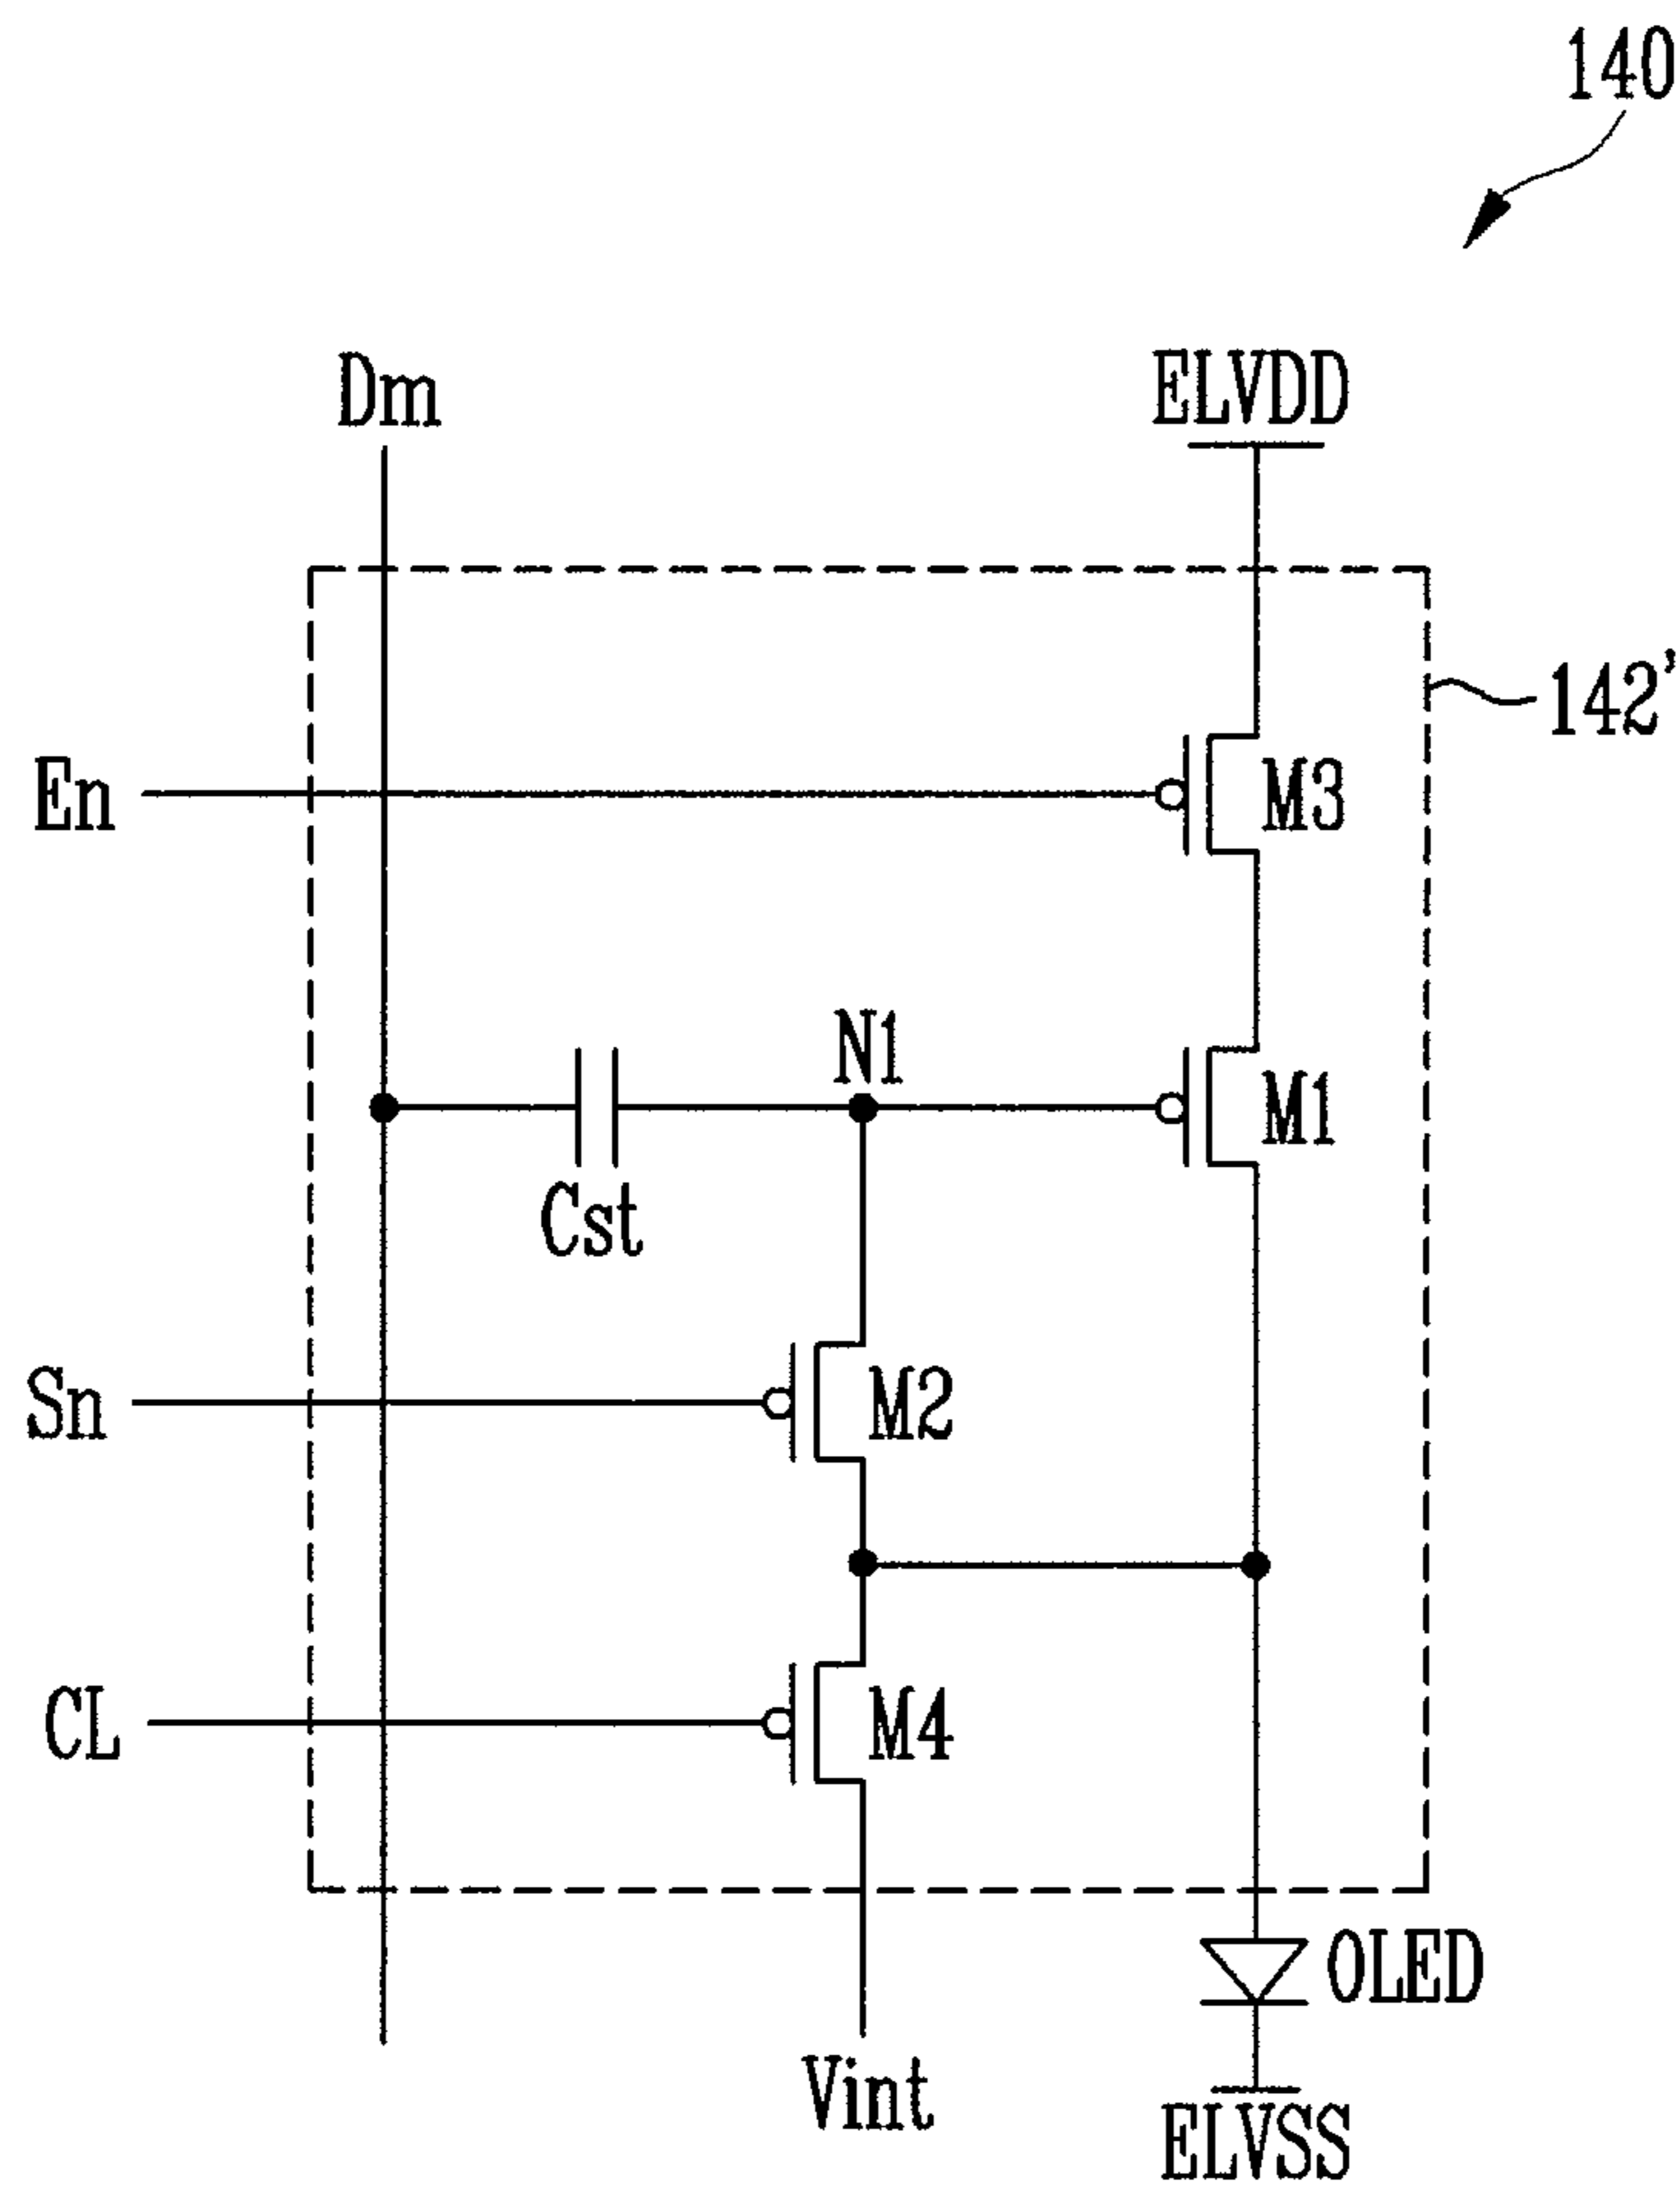 140
Dm
ELVDD
142'
En
M3
N1
M1
Cst
Sn
M2
CL
M4
OLED
Vint
ELVSS